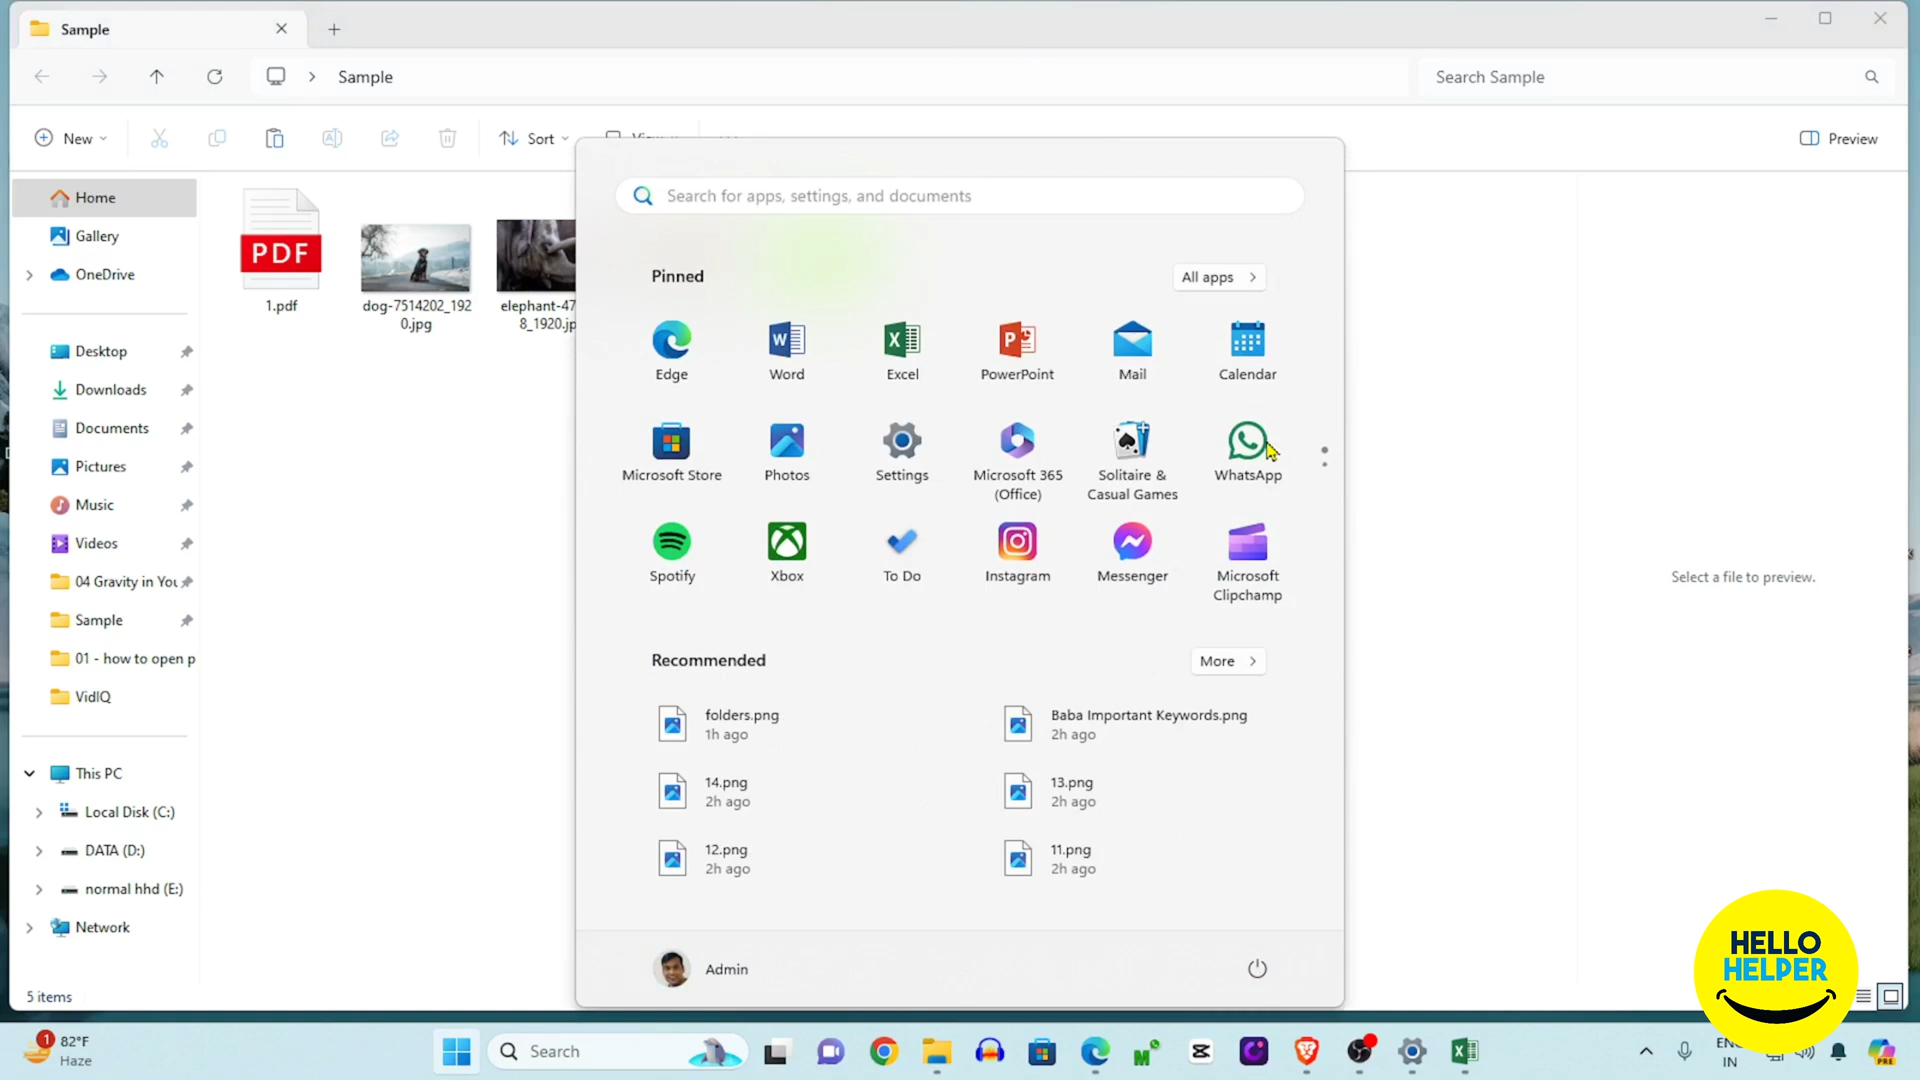 Sample
Sample
Search Sample
New
Sort
Preview
Home
Gallery
OneDrive
Desktop
Downloads
Documents
Pictures
Music
Videos
04 Gravity in You
Sample
01 - how to open p
VidIQ
This PC
Local Disk (C:)
DATA (D:)
normal hhd (E:)
Network
5 items
PDF
1.pdf
dog-7514202_192
0.jpg
elephant-47
8_1920.jp
Search for apps, settings, and documents
Pinned
All apps
Edge
Word
Excel
PowerPoint
Mail
Calendar
Microsoft Store
Photos
Settings
Microsoft 365
(Office)
Solitaire &
Casual Games
WhatsApp
Spotify
Xbox
To Do
Instagram
Messenger
Microsoft
Clipchamp
Recommended
More
folders.png
1h ago
Baba Important Keywords.png
2h ago
14.png
2h ago
13.png
2h ago
12.png
2h ago
11.png
2h ago
Admin
Select a file to preview.
HELLO
HELPER
1
82°F
Haze
Search
ENG
IN
PRE